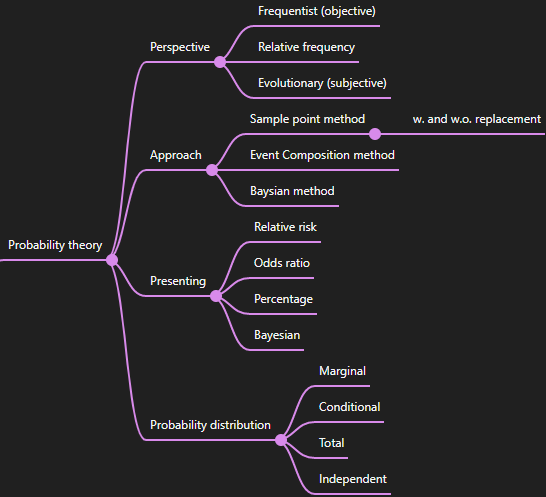 Probability theory
Perspective
Frequentist (objective)
Relative frequency
Evolutionary (subjective)
Approach
Sample point method
w. and w.o. replacement
Event Composition method
Baysian method
Presenting
Relative risk
Odds ratio
Percentage
Bayesian
Probability distribution
Marginal
Conditional
Total
Independent